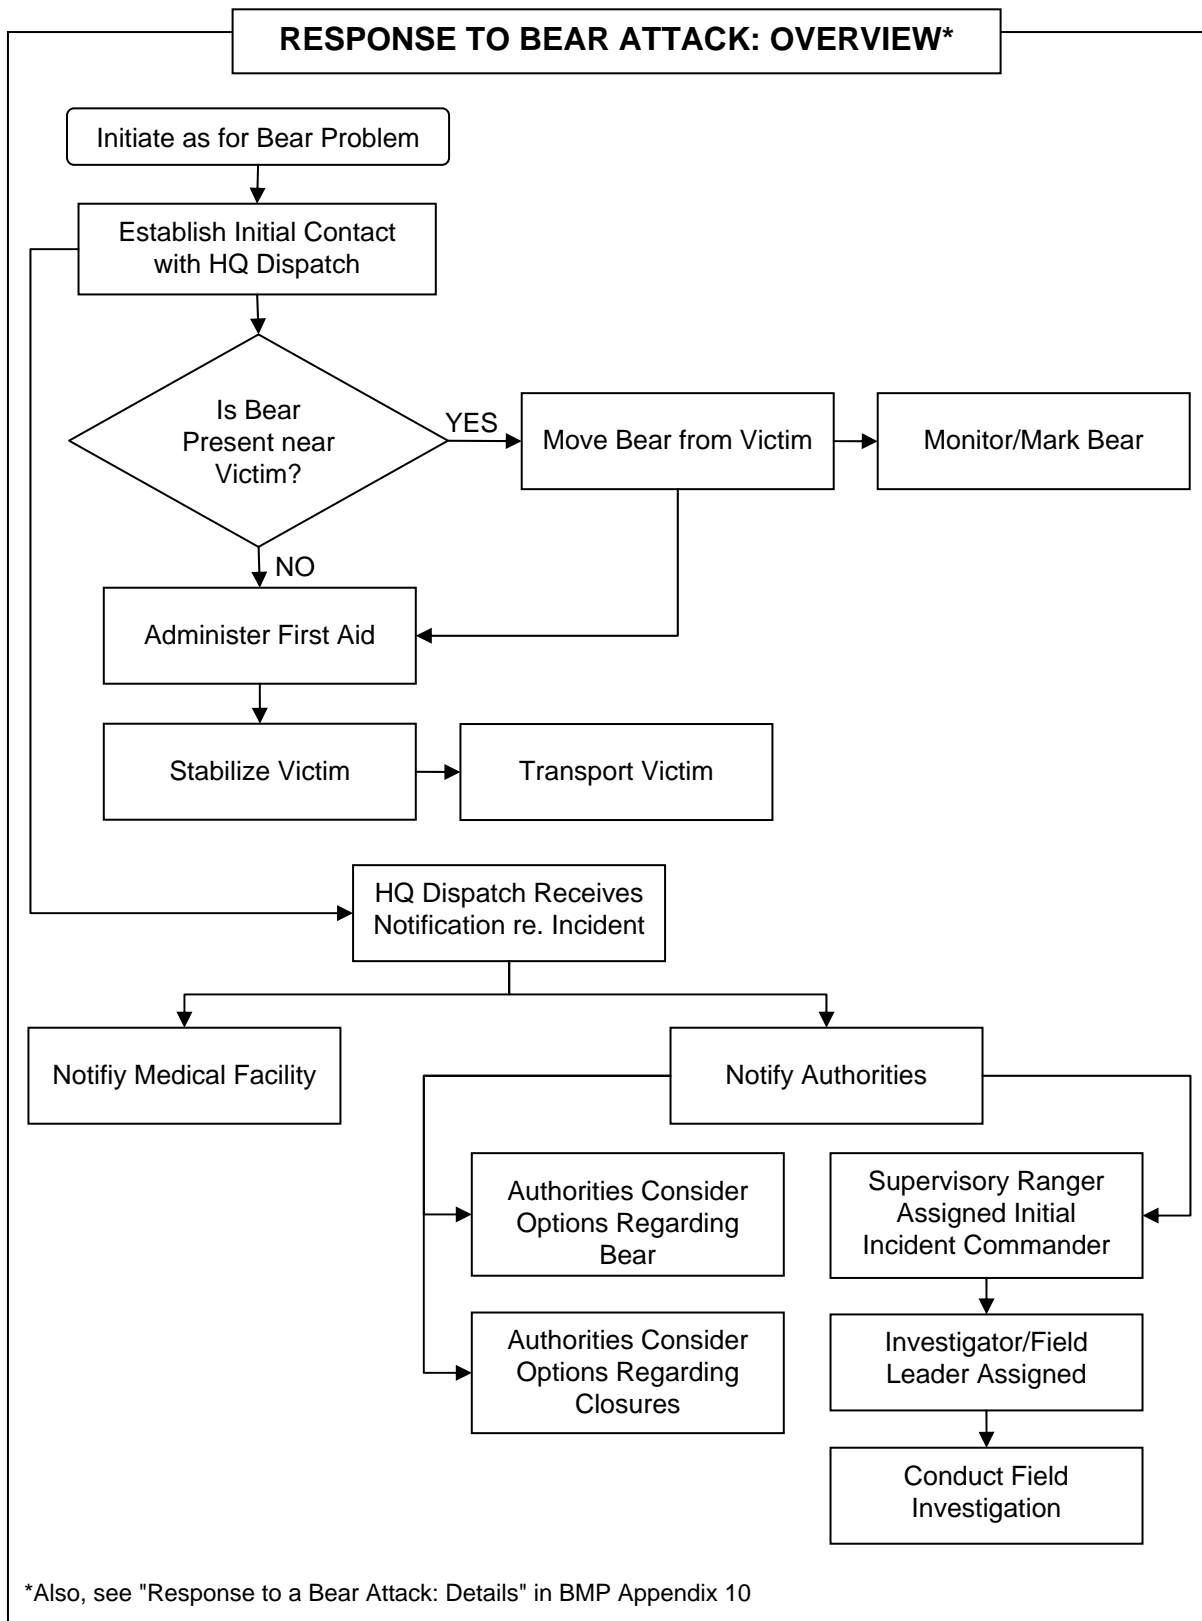 RESPONSE TO BEAR ATTACK: OVERVIEW*
Initiate as for Bear Problem
Establish Initial Contact
with HQ Dispatch
Is Bear
Present near
Victim?
YES
Move Bear from Victim
Monitor/Mark Bear
NO
Administer First Aid
Stabilize Victim
Transport Victim
HQ Dispatch Receives
Notification re. Incident
Notifiy Medical Facility
Notify Authorities
Authorities Consider
Options Regarding
Bear
Supervisory Ranger
Assigned Initial
Incident Commander
Authorities Consider
Options Regarding
Closures
Investigator/Field
Leader Assigned
Conduct Field
Investigation
*Also, see "Response to a Bear Attack: Details" in BMP Appendix 10